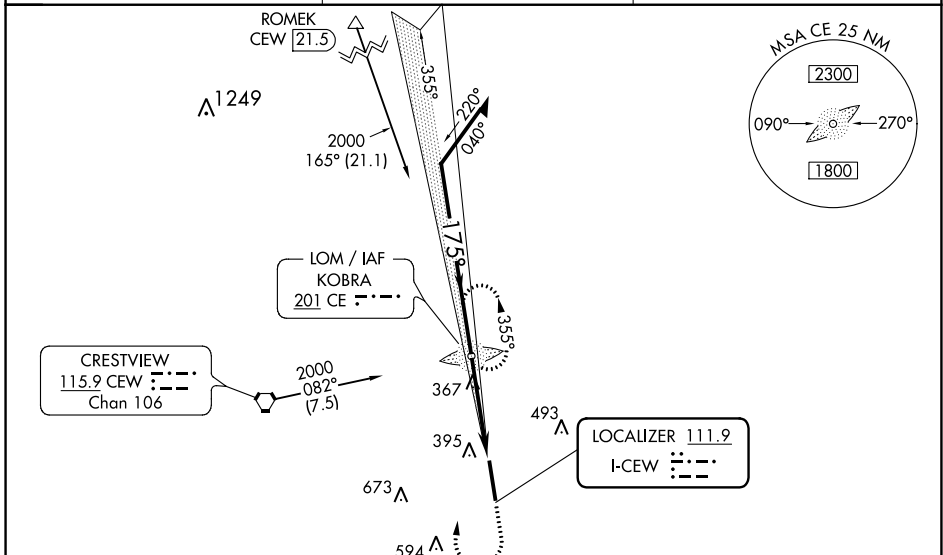 ROMEK
CEW 21.5
1249
2000
165° (21.1)
355°
220°
040°
175°
MSA CE 25 NM
2300
090°
270°
1800
LOM / IAF
KOBRA
201 CE
355°
CRESTVIEW
115.9 CEW
Chan 106
2000
082°
(7.5)
367
395
493
LOCALIZER 111.9
I-CEW
673
594